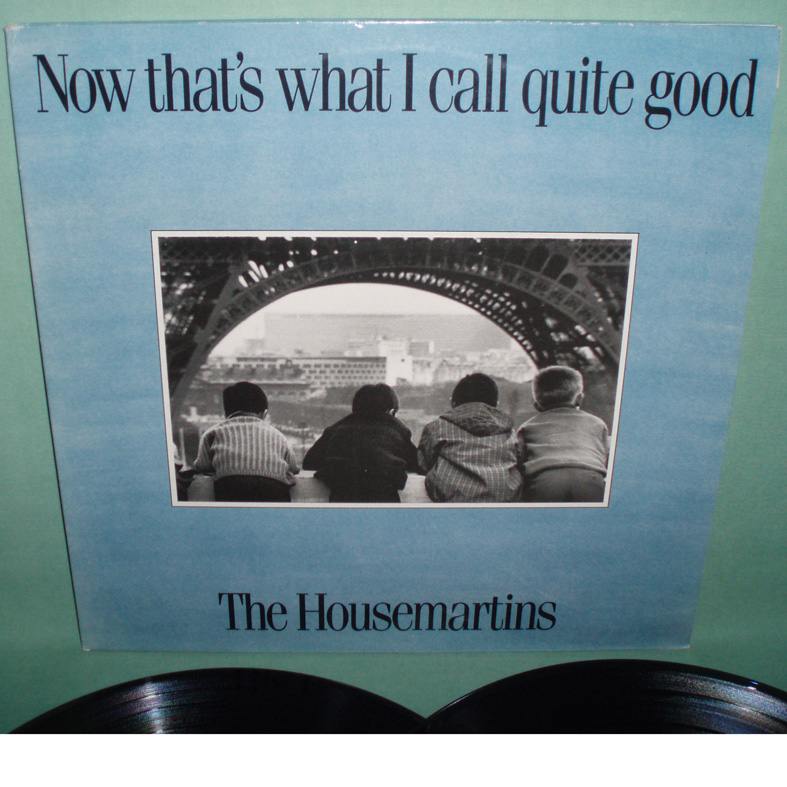 Now that's what I call quite good
The Housemartins